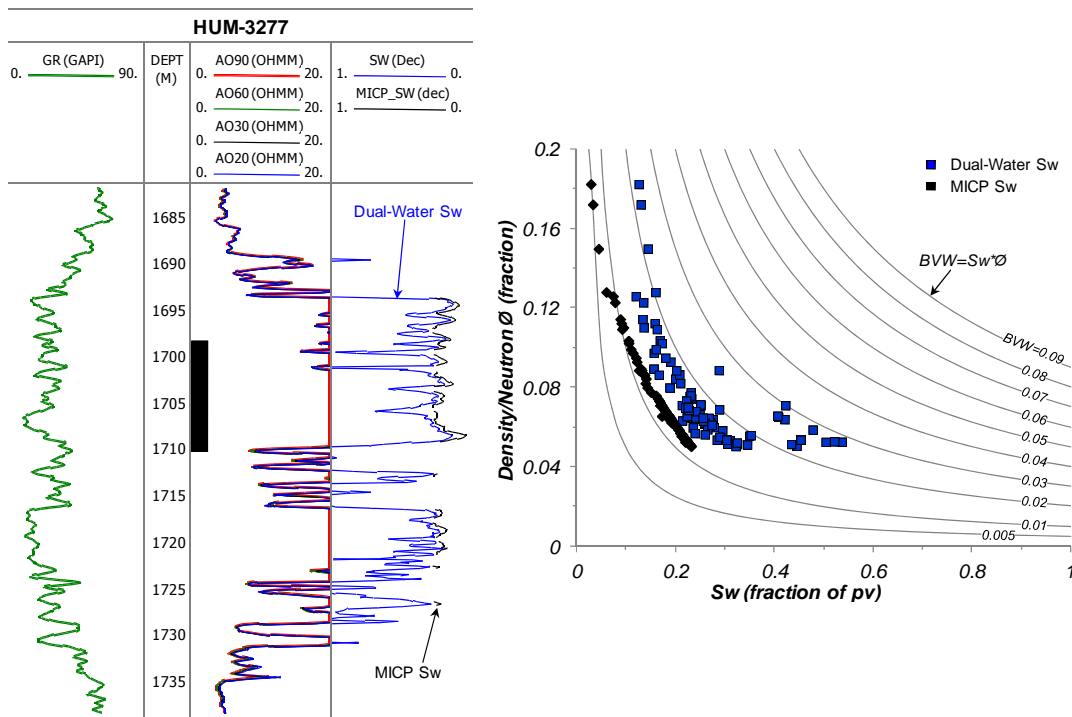 HUM-3277
GR (GAPI)
0. 90.
DEPT
(M)
AO90 (OHMM)
0. 20.
AO60 (OHMM)
0. 20.
AO30 (OHMM)
0. 20.
AO20 (OHMM)
0. 20.
SW (Dec)
1. 0.
MICP_SW (dec)
1. 0.
1685
1690
1695
1700
1705
1710
1715
1720
1725
1730
1735
Dual-Water Sw
MICP Sw
Density/Neutron Ø (fraction)
0.2
0.16
0.12
0.08
0.04
0
Dual-Water Sw
MICP Sw
BVW=Sw*Ø
BVW=0.09
0.08
0.07
0.06
0.05
0.04
0.03
0.02
0.01
0.005
0 0.2 0.4 0.6 0.8 1
Sw (fraction of pv)